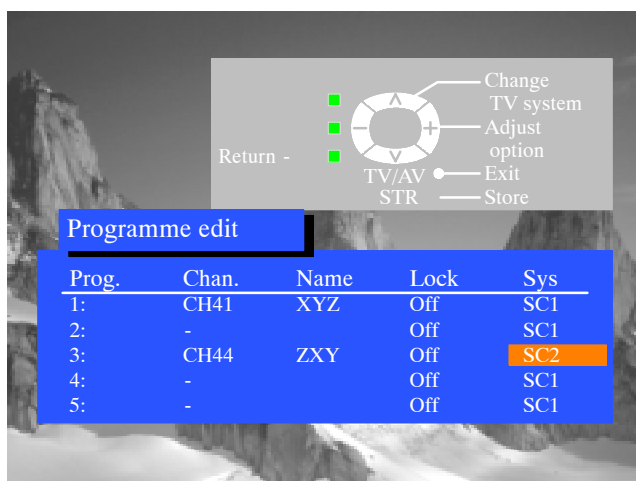 Change
TV system
Adjust
option
Return -
TV/AV
Exit
STR
Store
Programme edit
Prog. Chan. Name Lock Sys
1: CH41 XYZ Off SC1
2: - Off SC1
3: CH44 ZXY Off SC2
4: - Off SC1
5: - Off SC1